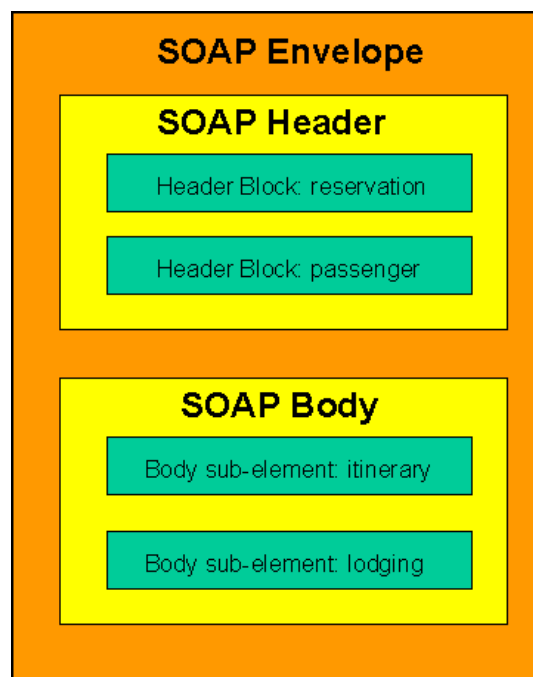 SOAP Envelope
SOAP Header
Header Block: reservation
Header Block: passenger
SOAP Body
Body sub-element: itinerary
Body sub-element: lodging